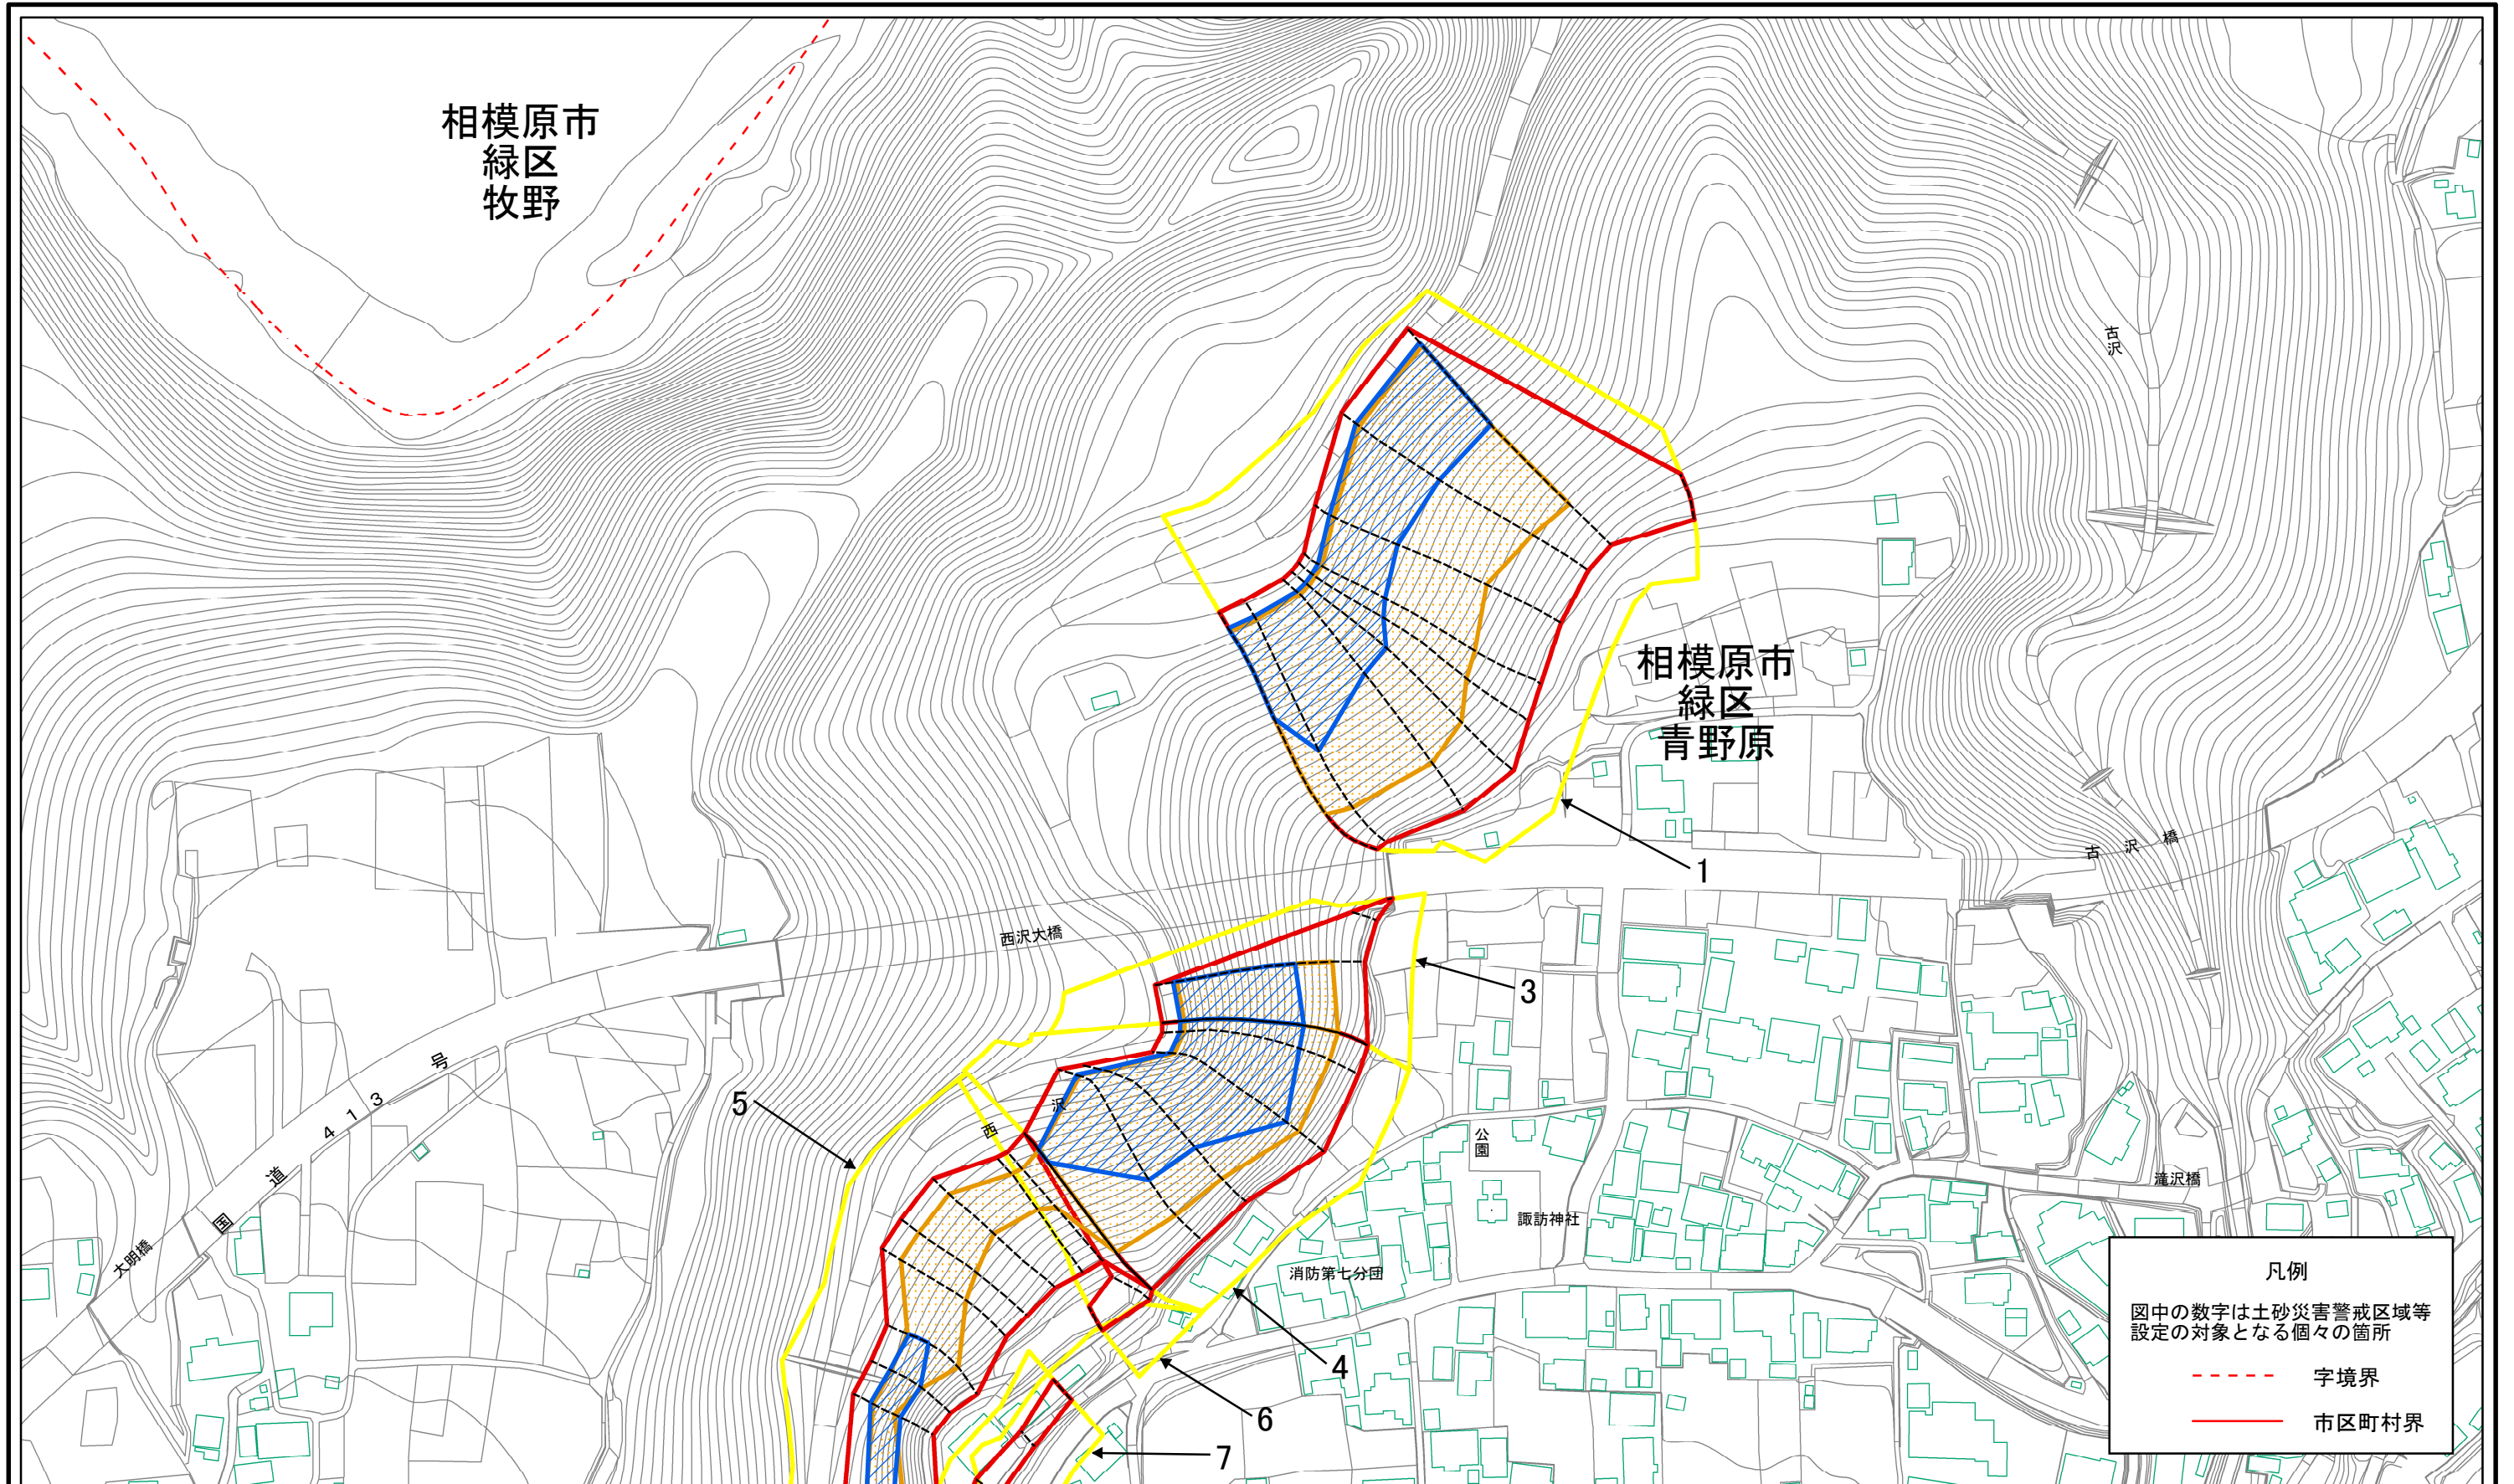 相模原市
緑区
牧野
古沢
相模原市
緑区
青野原
1
古沢橋
西沢大橋
3
5
西沢
国道413号
公園
大明橋
諏訪神社
滝沢橋
消防第七分団
4
6
7
凡例
図中の数字は土砂災害警戒区域等
設定の対象となる個々の箇所
字境界
市区町村界